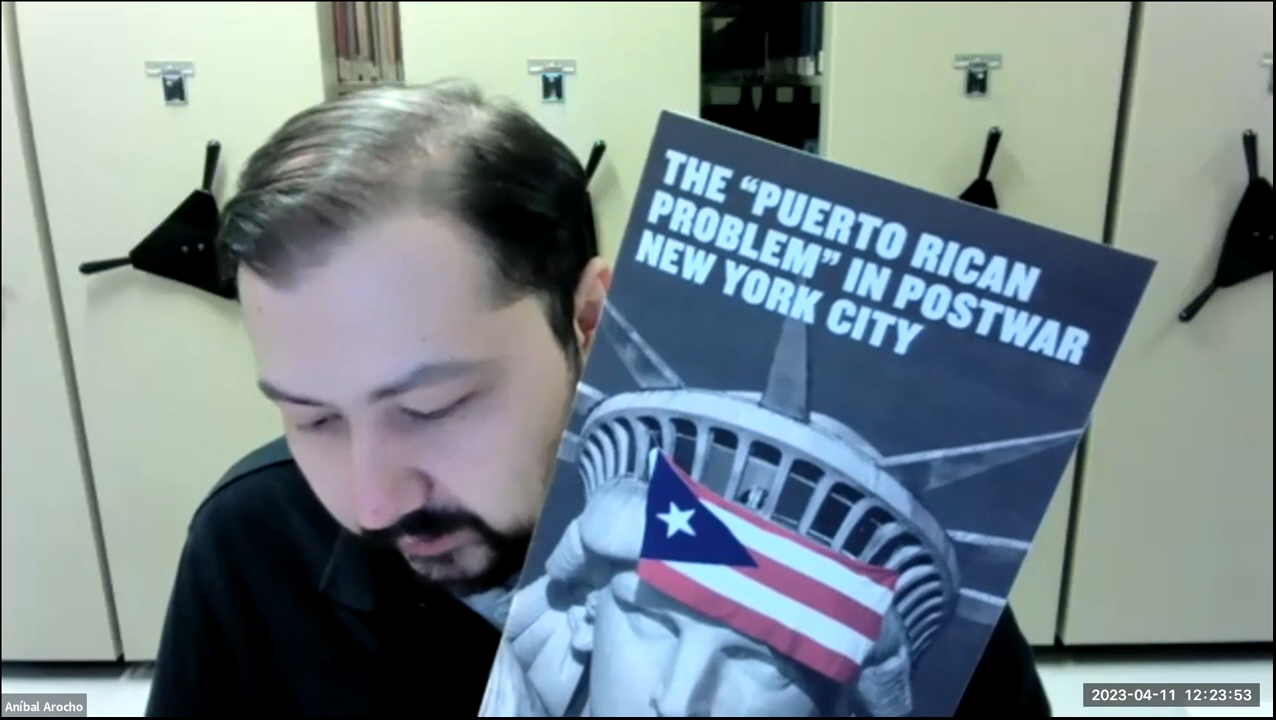 THE “PUERTO RICAN
PROBLEM” IN POSTWAR
NEW YORK CITY
Aníbal Arocho
2023-04-11 12:23:53